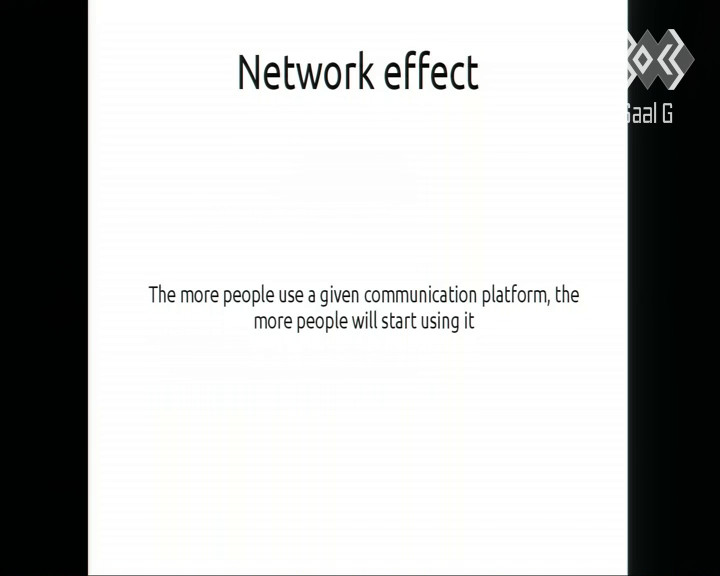 Network effect
Saal G
The more people use a given communication platform, the
more people will start using it